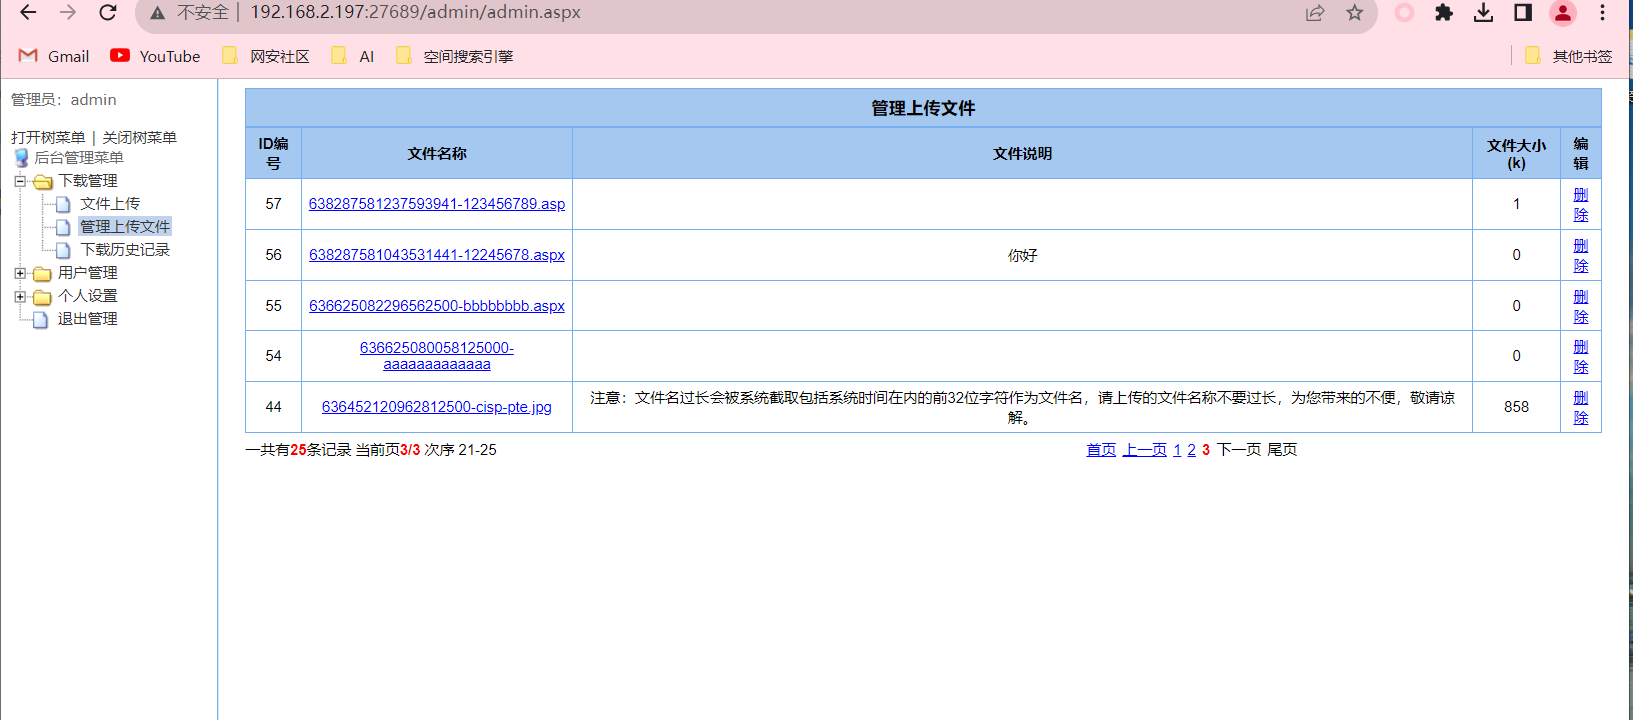 不安全 | 192.168.2.197:27689/admin/admin.aspx
Gmail YouTube 网安社区 AI 空间搜索引擎 其他书签
管理员：admin
打开树菜单 | 关闭树菜单
后台管理菜单
下载管理
文件上传
管理上传文件
下载历史记录
用户管理
个人设置
退出管理
管理上传文件
ID编号 文件名称 文件说明 文件大小(k) 编辑
57 638287581237593941-123456789.asp 1 删除
56 638287581043531441-12245678.aspx 你好 0 删除
55 636625082296562500-bbbbbbbb.aspx 0 删除
54 636625080058125000-
aaaaaaaaaaaaa 0 删除
44 636452120962812500-cisp-pte.jpg 注意：文件名过长会被系统截取包括系统时间在内的前32位字符作为文件名，请上传的文件名称不要过长，为您带来的不便，敬请谅
解。 858 删除
一共有25条记录 当前页3/3 次序 21-25 首页 上一页 1 2 3 下一页 尾页